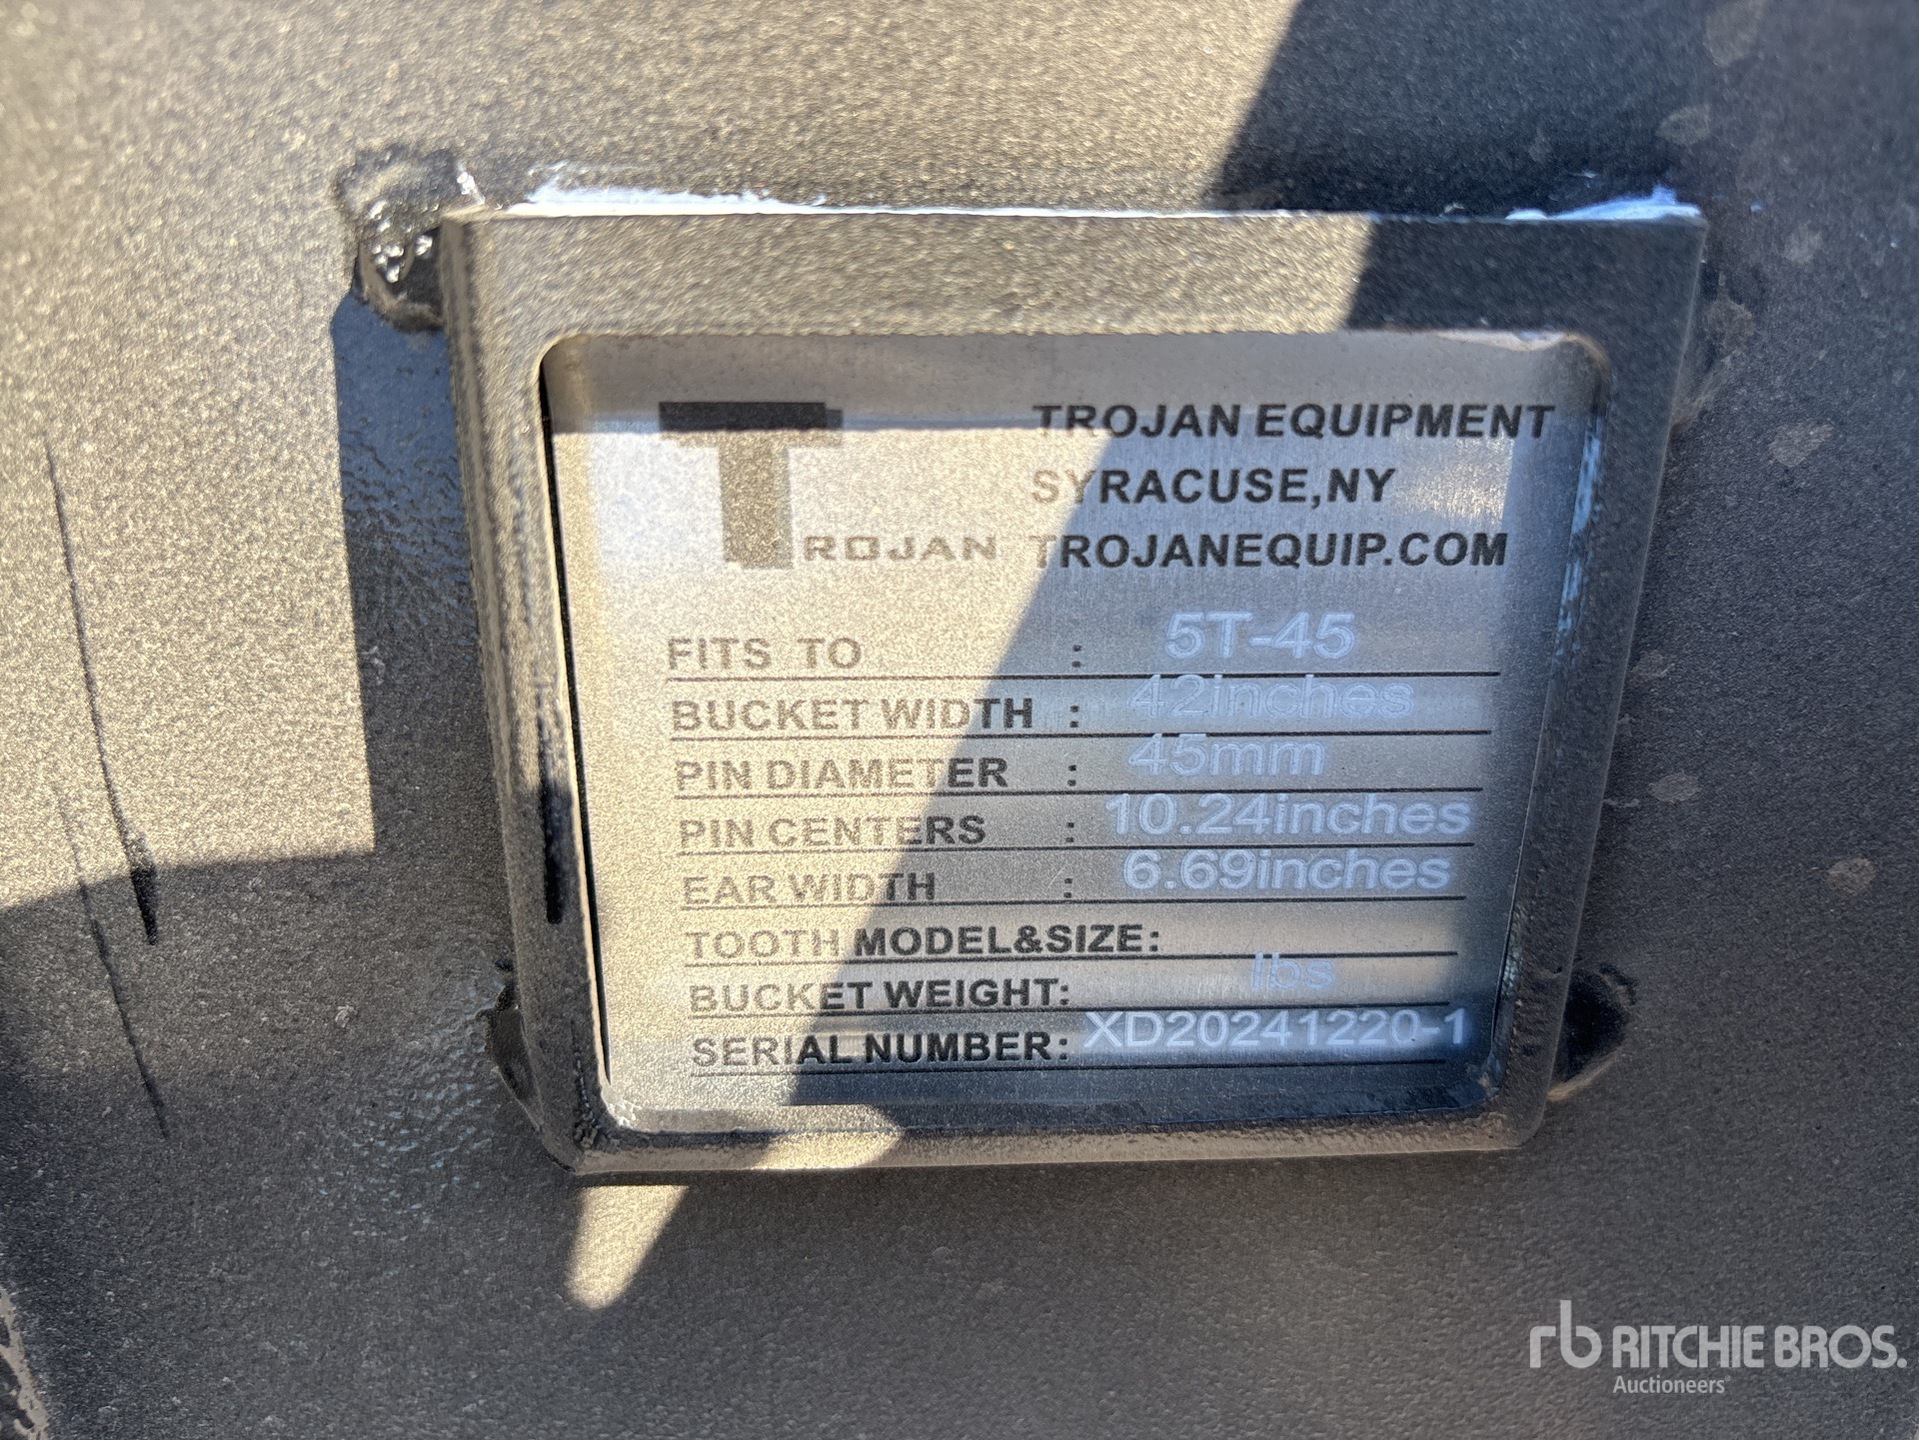 TROJAN EQUIPMENT
SYRACUSE,NY
TROJAN TROJANEQUIP.COM
FITS TO : 5T-45
BUCKET WIDTH : 42inches
PIN DIAMETER : 45mm
PIN CENTERS : 10.24inches
EAR WIDTH : 6.69inches
TOOTH MODEL&SIZE:
BUCKET WEIGHT: lbs
SERIAL NUMBER: XD20241220-1
rb RITCHIE BROS.
Auctioneers